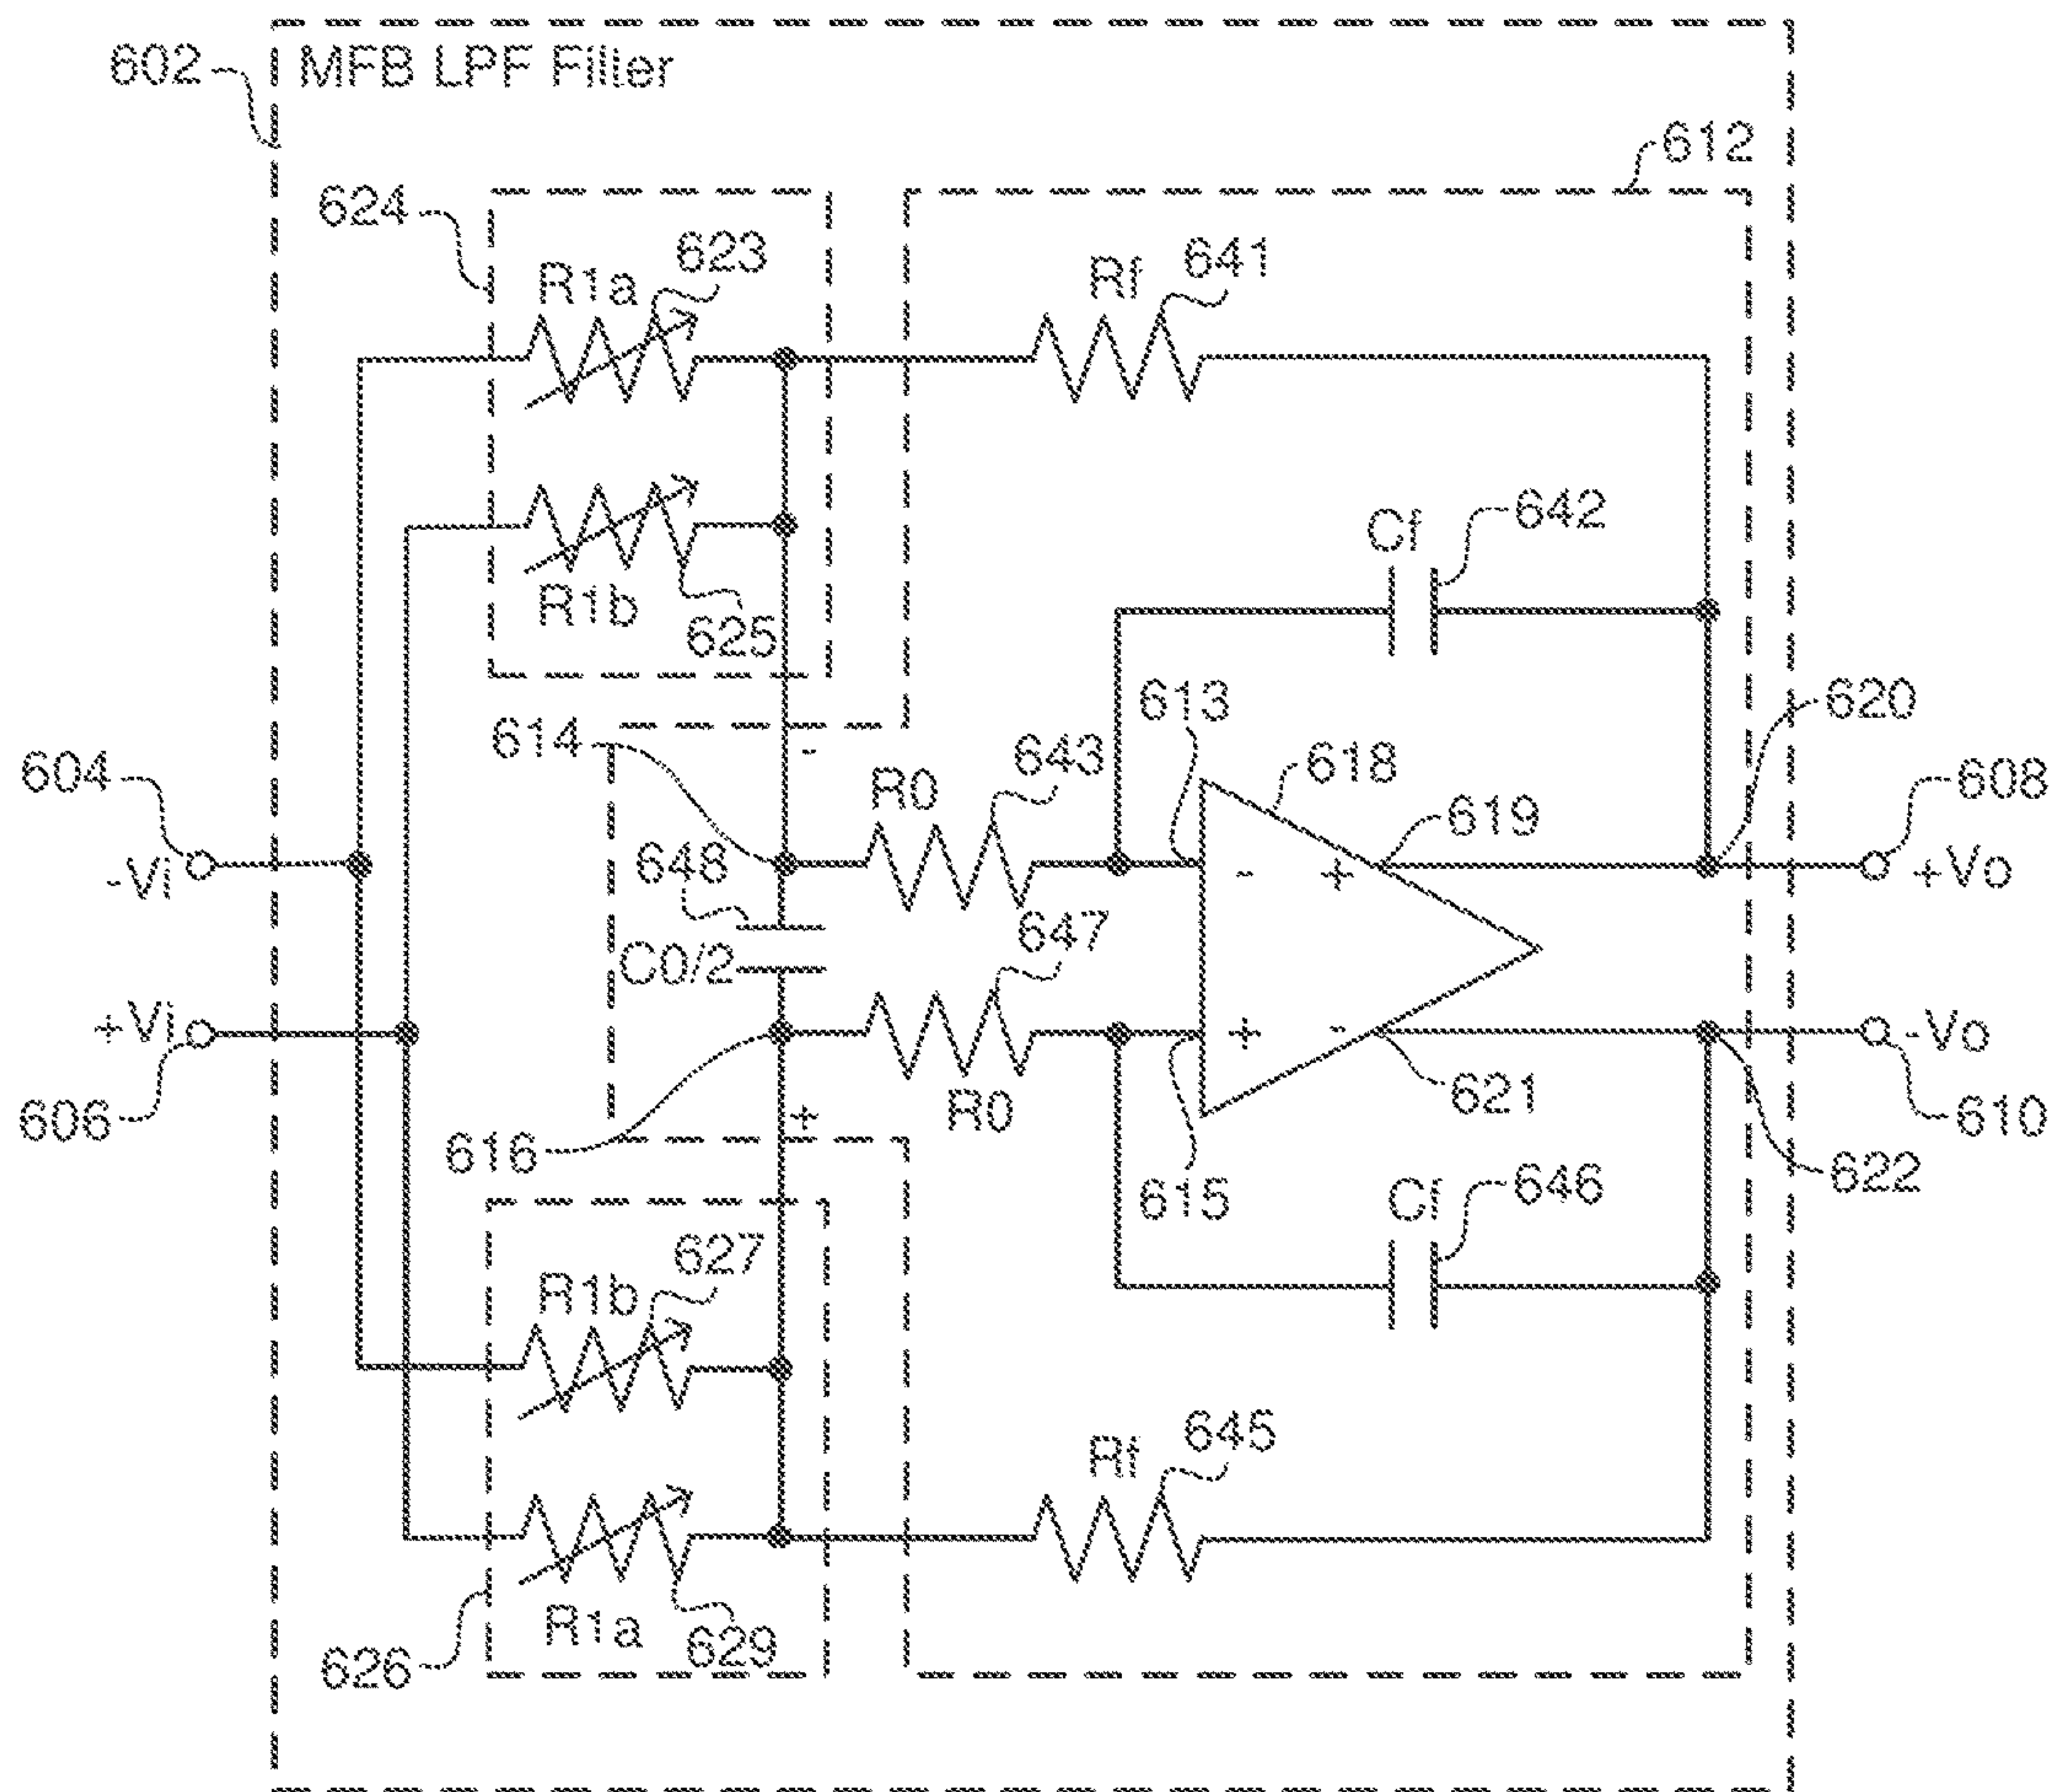 602
MFB LPF Filter
612
624
623
R1a
641
Rf
R1b
625
642
Cf
614
-
643
R0
613
618
620
604
-Vi
648
619
608
- +
+Vo
C0/2
647
+Vi
606
616
+
R0
+ -
615
621
622
-Vo
610
646
Cf
627
R1b
645
Rf
R1a
629
626